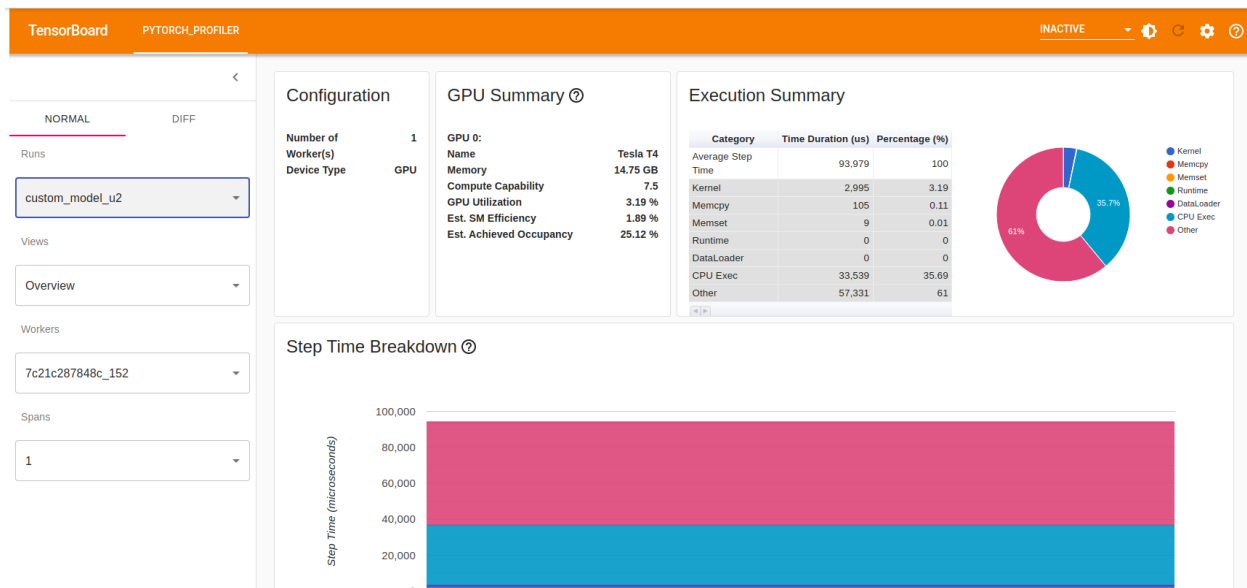 TensorBoard
PYTORCH_PROFILER
INACTIVE
NORMAL
DIFF
Runs
custom_model_u2
Views
Overview
Workers
7c21c287848c_152
Spans
1
Configuration
Number of Worker(s) 1
Device Type GPU
GPU Summary
GPU 0:
Name Tesla T4
Memory 14.75 GB
Compute Capability 7.5
GPU Utilization 3.19 %
Est. SM Efficiency 1.89 %
Est. Achieved Occupancy 25.12 %
Execution Summary
Category Time Duration (us) Percentage (%)
Average Step Time 93,979 100
Kernel 2,995 3.19
Memcpy 105 0.11
Memset 9 0.01
Runtime 0 0
DataLoader 0 0
CPU Exec 33,539 35.69
Other 57,331 61
35.7%
61%
Kernel
Memcpy
Memset
Runtime
DataLoader
CPU Exec
Other
Step Time Breakdown
Step Time (microseconds)
100,000
80,000
60,000
40,000
20,000